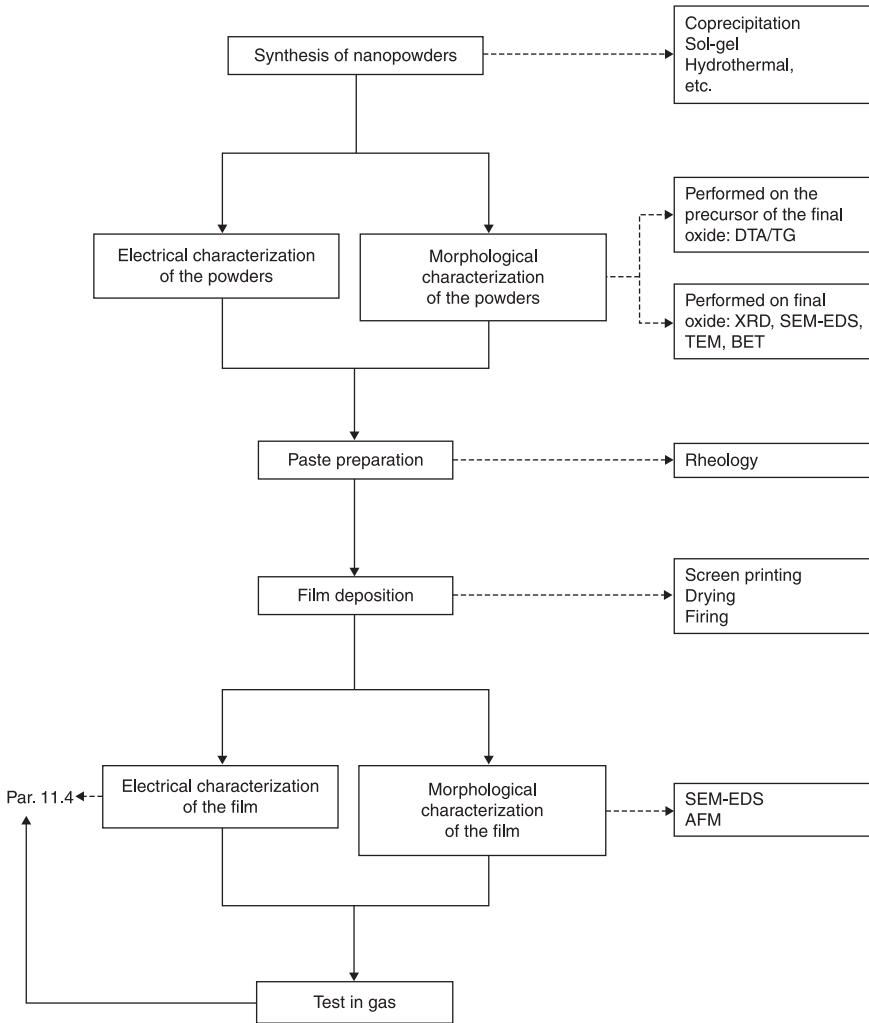 Synthesis of nanopowders
Coprecipitation
Sol-gel
Hydrothermal,
etc.
Electrical characterization
of the powders
Morphological
characterization
of the powders
Performed on the
precursor of the final
oxide: DTA/TG
Performed on final
oxide: XRD, SEM-EDS,
TEM, BET
Paste preparation
Rheology
Film deposition
Screen printing
Drying
Firing
Par. 11.4
Electrical characterization
of the film
Morphological
characterization
of the film
SEM-EDS
AFM
Test in gas